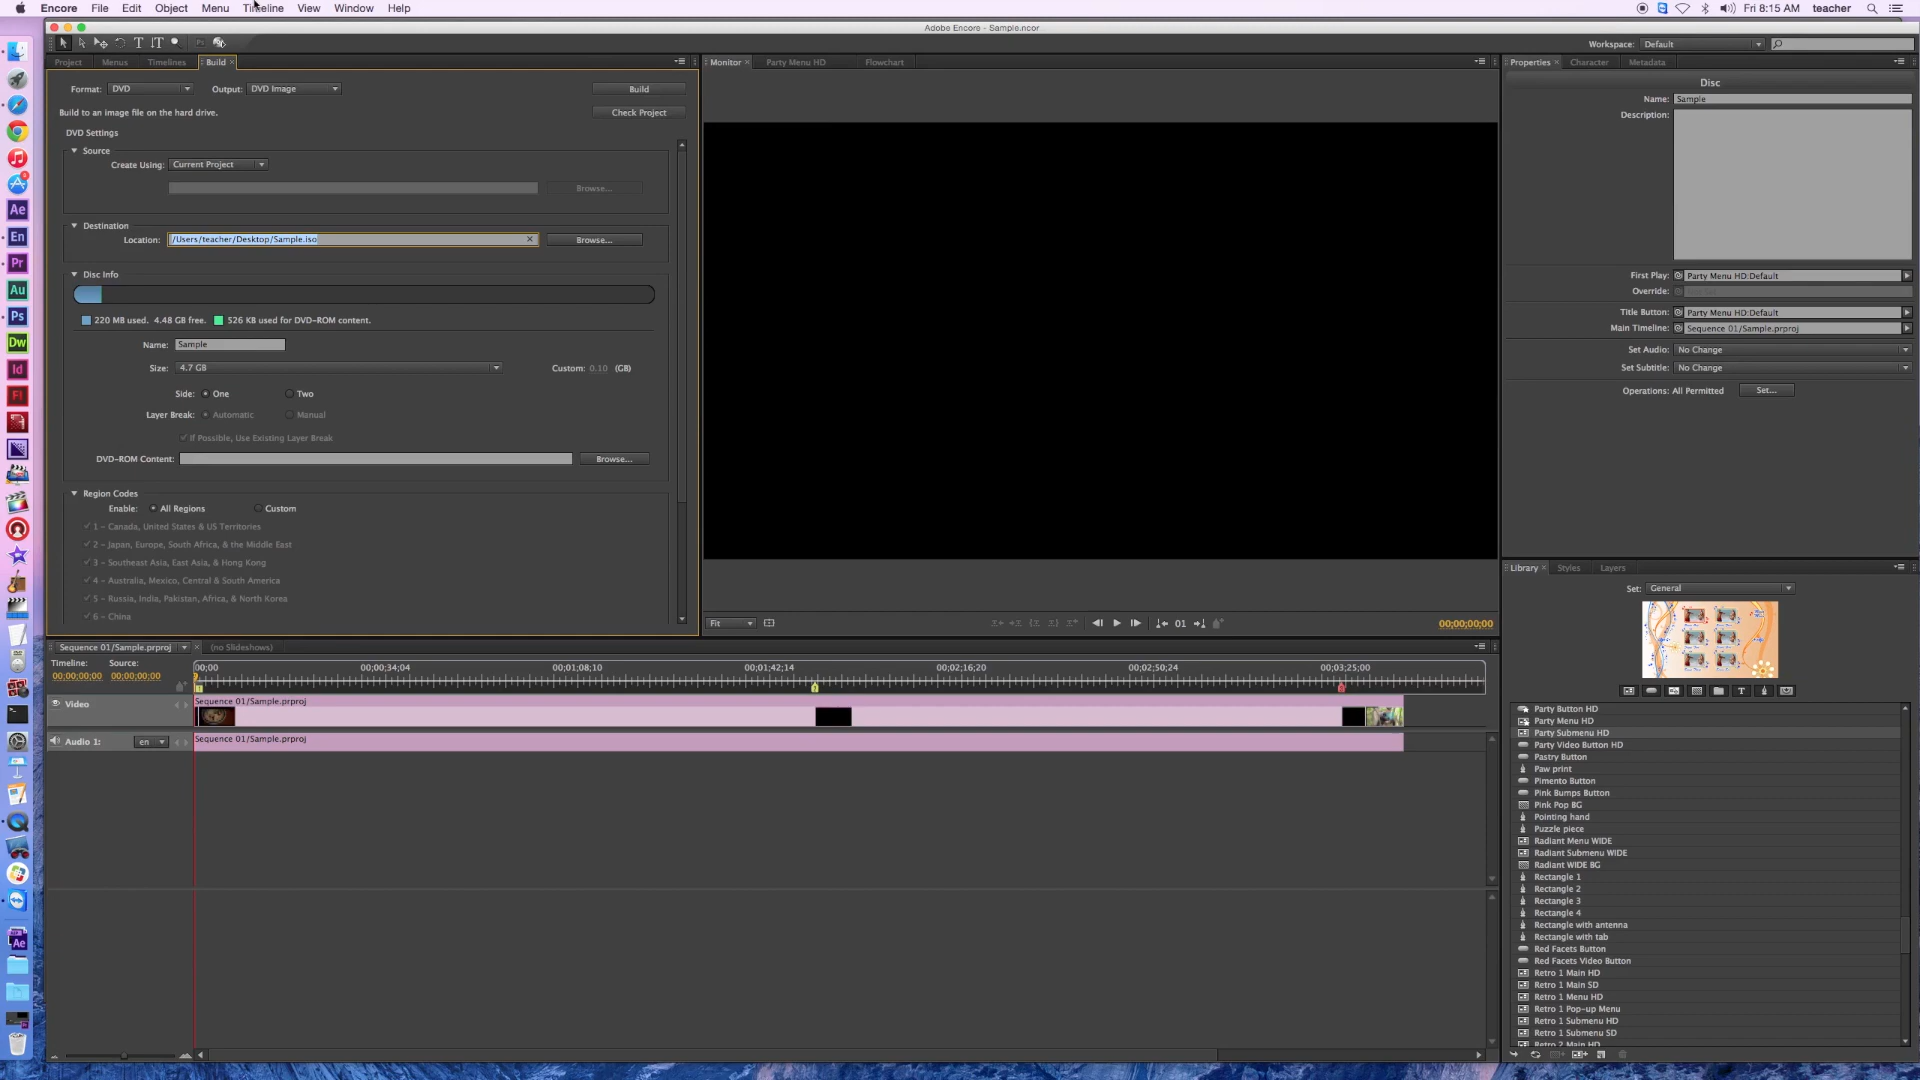 Encore File Edit Object Menu Timeline View Window Help Fri 8:15 AM teacher
Adobe Encore - Sample.ncor
Workspace: Default
Project Menus Timelines Build
Format: DVD Output: DVD Image Build
Build to an image file on the hard drive. Check Project
DVD Settings
Source
Create Using: Current Project
Browse...
Destination
Location: /Users/teacher/Desktop/Sample.iso Browse...
Disc Info
220 MB used. 4.48 GB free. 526 KB used for DVD-ROM content.
Name: Sample
Size: 4.7 GB Custom: 0.10 (GB)
Side: One Two
Layer Break: Automatic Manual
If Possible, Use Existing Layer Break
DVD-ROM Content: Browse...
Region Codes
Enable: All Regions Custom
1 - Canada, United States & US Territories
2 - Japan, Europe, South Africa, & the Middle East
3 - Southeast Asia, East Asia, & Hong Kong
4 - Australia, Mexico, Central & South America
5 - Russia, India, Pakistan, Africa, & North Korea
6 - China
Monitor Party Menu HD Flowchart
Fit 01 00;00;00;00
Properties Character Metadata
Disc
Name: Sample
Description:
First Play: Party Menu HD:Default
Override:
Title Button: Party Menu HD:Default
Main Timeline: Sequence 01/Sample.prproj
Set Audio: No Change
Set Subtitle: No Change
Operations: All Permitted Set...
Library Styles Layers
Set: General
Party Button HD
Party Menu HD
Party Submenu HD
Party Video Button HD
Pastry Button
Paw print
Pimento Button
Pink Bumps Button
Pink Pop BG
Pointing hand
Puzzle piece
Radiant Menu WIDE
Radiant Submenu WIDE
Radiant WIDE BG
Rectangle 1
Rectangle 2
Rectangle 3
Rectangle 4
Rectangle with antenna
Rectangle with tab
Red Facets Button
Red Facets Video Button
Retro 1 Main HD
Retro 1 Main SD
Retro 1 Menu HD
Retro 1 Pop-up Menu
Retro 1 Submenu HD
Retro 1 Submenu SD
Retro 2 Main HD
Sequence 01/Sample.prproj (no Slideshows)
Timeline: Source:
00;00;00;00 00;00;00;00
00;00 00;00;34;04 00;01;08;10 00;01;42;14 00;02;16;20 00;02;50;24 00;03;25;00
Video Sequence 01/Sample.prproj
Audio 1: en Sequence 01/Sample.prproj
Ae
En
Pr
Au
Ps
Dw
Id
Fl
Ae